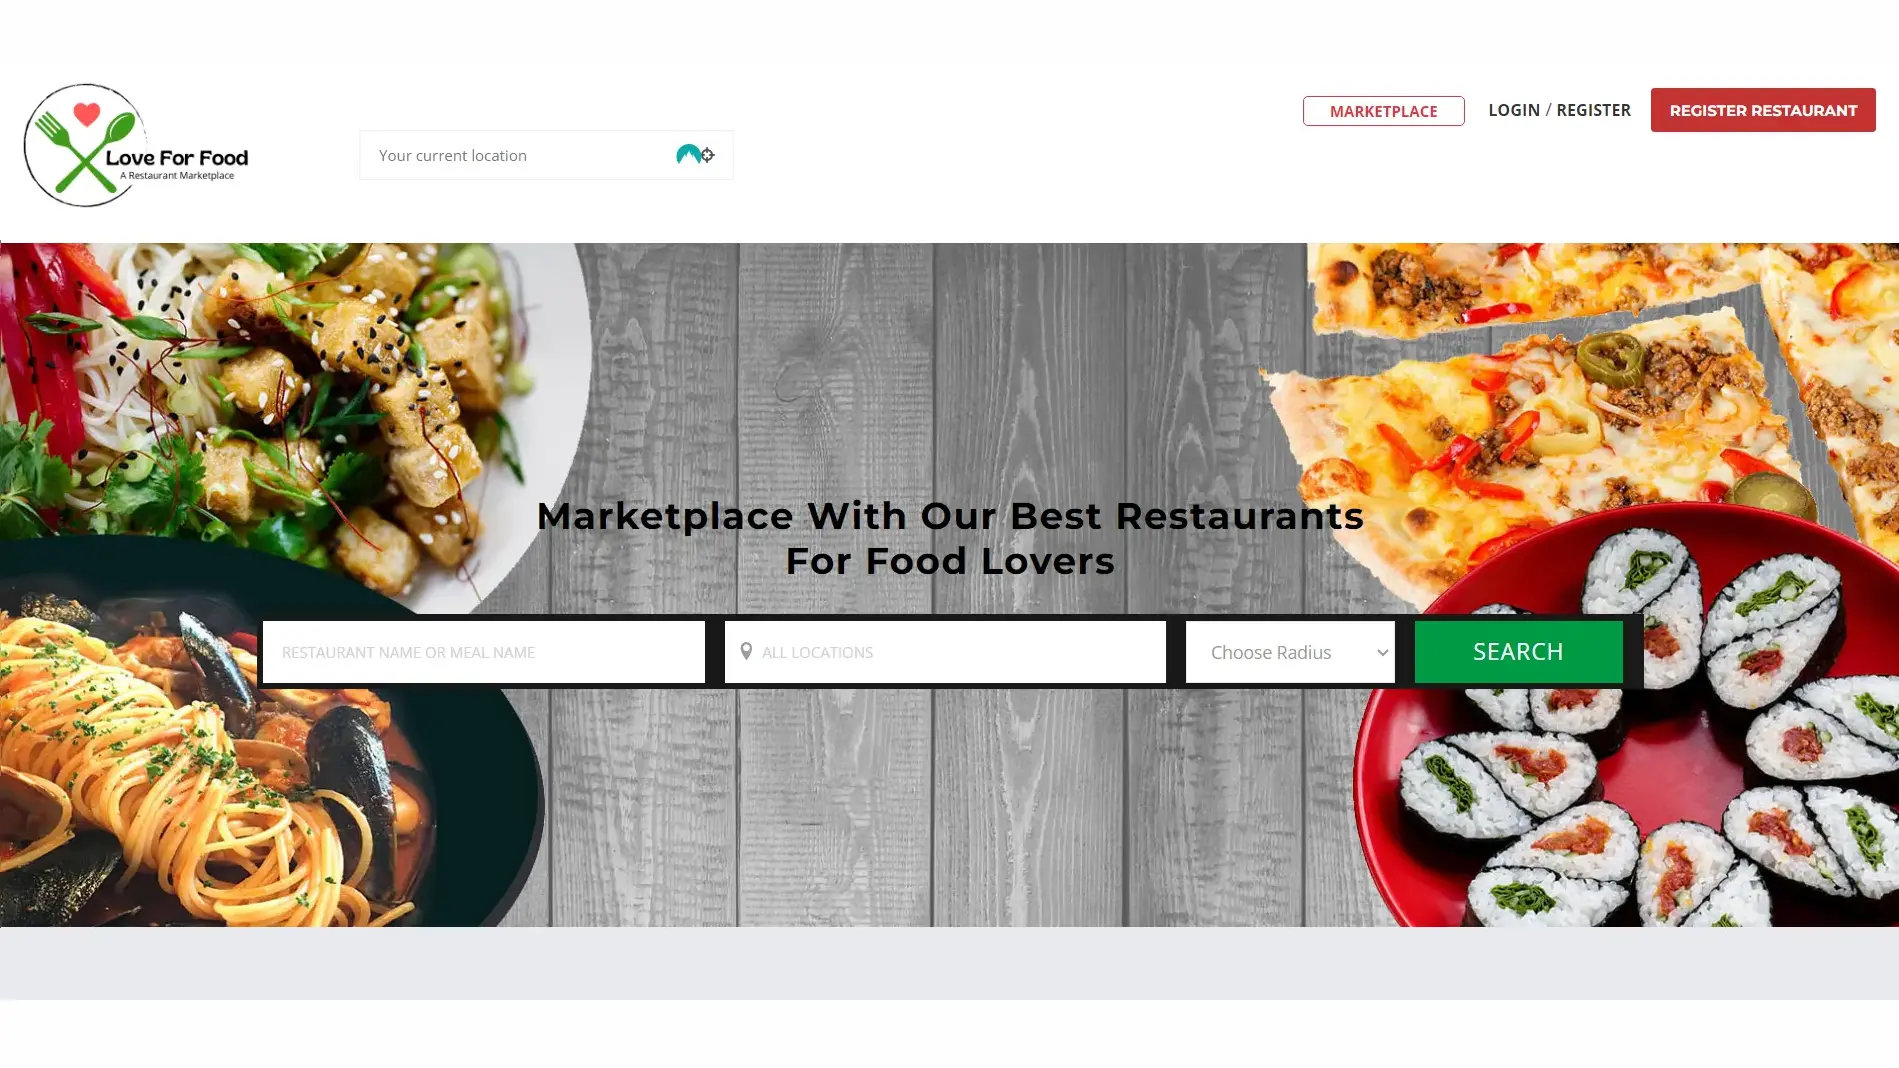 Love For Food
A Restaurant Marketplace
Your current location
MARKETPLACE
LOGIN / REGISTER
REGISTER RESTAURANT
Marketplace With Our Best Restaurants
For Food Lovers
RESTAURANT NAME OR MEAL NAME
ALL LOCATIONS
Choose Radius
SEARCH